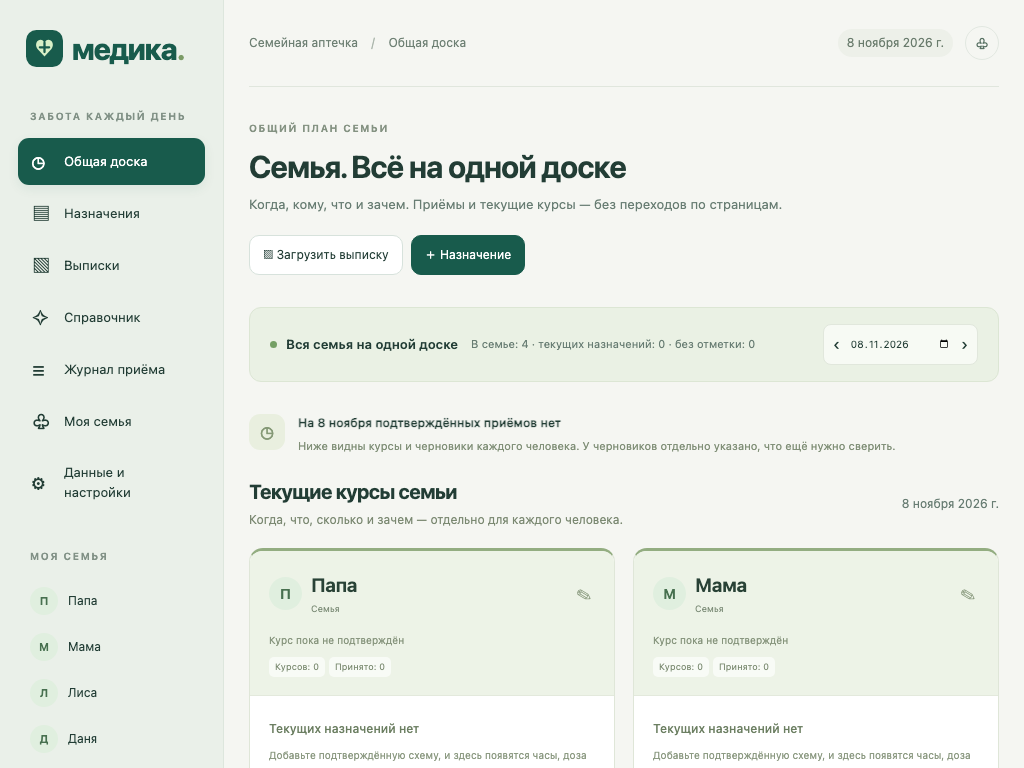 медика.
Семейная аптечка / Общая доска
8 ноября 2026 г.
ЗАБОТА КАЖДЫЙ ДЕНЬ
Общая доска
Назначения
Выписки
Справочник
Журнал приёма
Моя семья
Данные и
настройки
МОЯ СЕМЬЯ
П Папа
М Мама
Л Лиса
Д Даня
ОБЩИЙ ПЛАН СЕМЬИ
Семья. Всё на одной доске
Когда, кому, что и зачем. Приёмы и текущие курсы — без переходов по страницам.
Загрузить выписку
+ Назначение
Вся семья на одной доске
В семье: 4 · текущих назначений: 0 · без отметки: 0
‹ 08.11.2026 ›
На 8 ноября подтверждённых приёмов нет
Ниже видны курсы и черновики каждого человека. У черновиков отдельно указано, что ещё нужно сверить.
Текущие курсы семьи
Когда, что, сколько и зачем — отдельно для каждого человека.
8 ноября 2026 г.
П Папа
Семья
Курс пока не подтверждён
Курсов: 0 Принято: 0
Текущих назначений нет
Добавьте подтверждённую схему, и здесь появятся часы, доза
М Мама
Семья
Курс пока не подтверждён
Курсов: 0 Принято: 0
Текущих назначений нет
Добавьте подтверждённую схему, и здесь появятся часы, доза